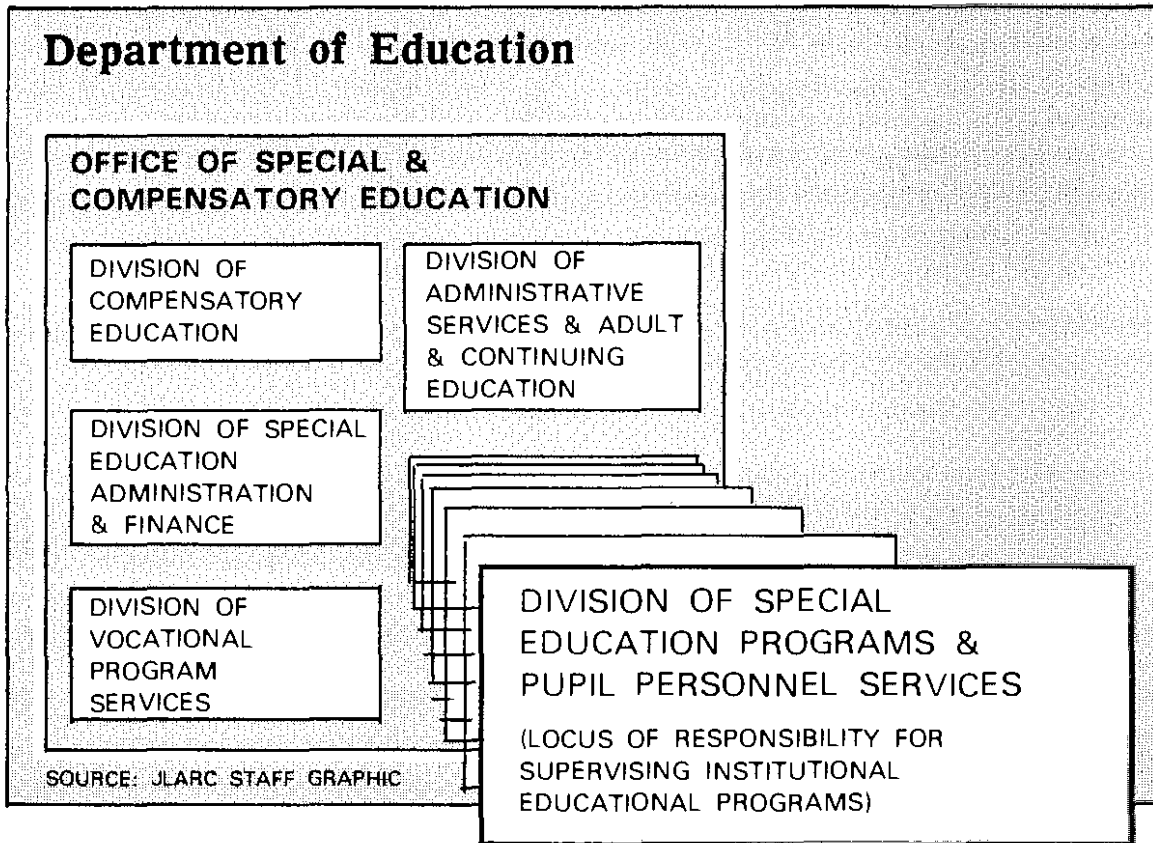 Department of Education
OFFICE OF SPECIAL &
COMPENSATORY EDUCATION
DIVISION OF
COMPENSATORY
EDUCATION
DIVISION OF
ADMINISTRATIVE
SERVICES & ADULT
& CONTINUING
EDUCATION
DIVISION OF SPECIAL
EDUCATION
ADMINISTRATION
& FINANCE
DIVISION OF
VOCATIONAL
PROGRAM
SERVICES
DIVISION OF SPECIAL
EDUCATION PROGRAMS &
PUPIL PERSONNEL SERVICES
(LOCUS OF RESPONSIBILITY FOR
SUPERVISING INSTITUTIONAL
EDUCATIONAL PROGRAMS)
SOURCE: JLARC STAFF GRAPHIC